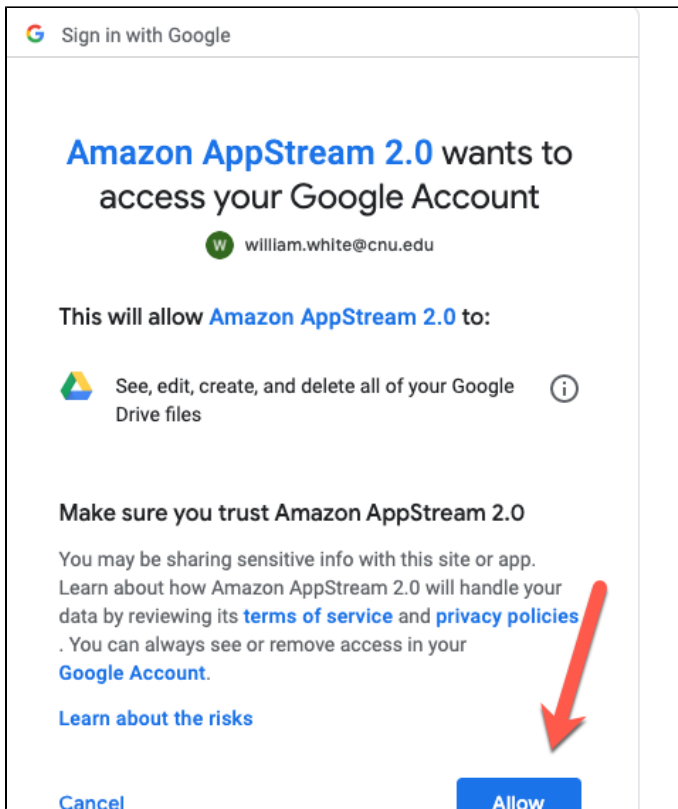 Sign in with Google
Amazon AppStream 2.0 wants to
access your Google Account
W william.white@cnu.edu
This will allow Amazon AppStream 2.0 to:
See, edit, create, and delete all of your Google
Drive files
Make sure you trust Amazon AppStream 2.0
You may be sharing sensitive info with this site or app.
Learn about how Amazon AppStream 2.0 will handle your
data by reviewing its terms of service and privacy policies
. You can always see or remove access in your
Google Account.
Learn about the risks
Cancel Allow